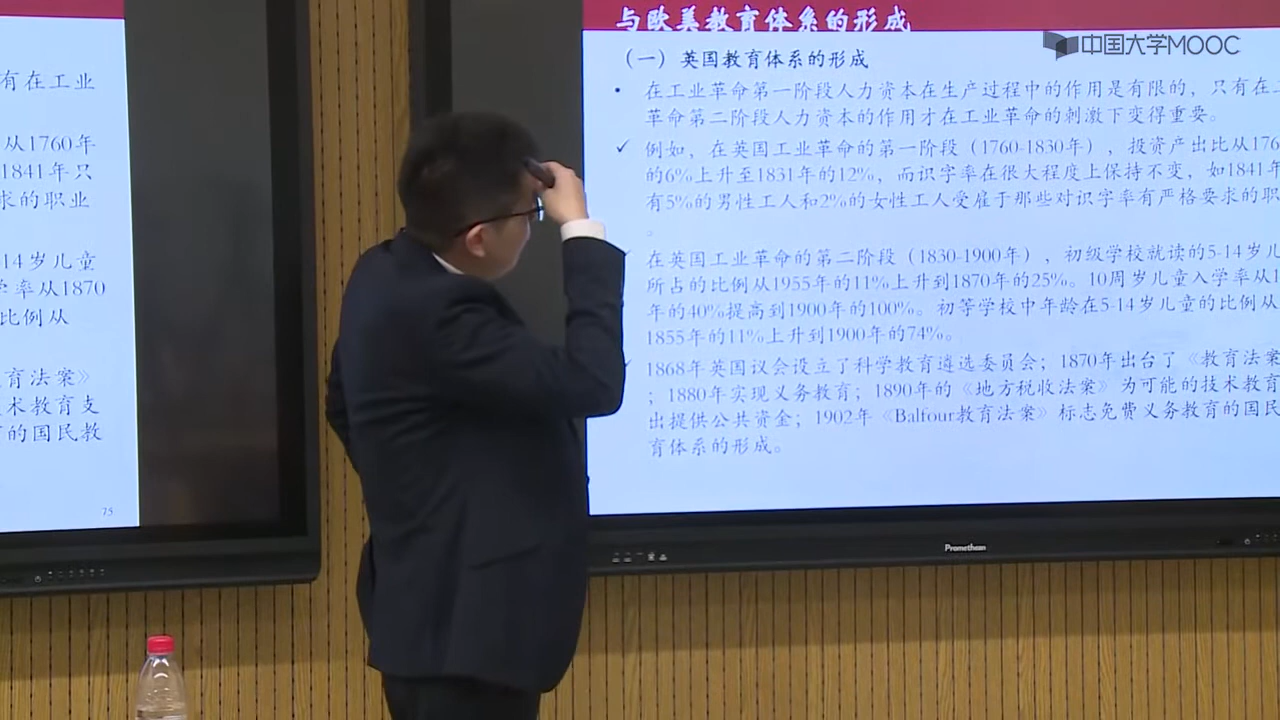 有在工业
从1760年
1841年只
求的职业
14岁儿童
学率从1870
比例从
育法案》
术教育支
的国民教
75
与欧美教育体系的形成
中国大学MOOC
（一）英国教育体系的形成
• 在工业革命第一阶段人力资本在生产过程中的作用是有限的，只有在
革命第二阶段人力资本的作用才在工业革命的刺激下变得重要。
✓ 例如，在英国工业革命的第一阶段（1760-1830年），投资产出比从176
的6%上升至1831年的12%，而识字率在很大程度上保持不变，如1841年
有5%的男性工人和2%的女性工人受雇于那些对识字率有严格要求的职
。
在英国工业革命的第二阶段（1830-1900年），初级学校就读的5-14岁儿
所占的比例从1955年的11%上升到1870年的25%。10周岁儿童入学率从1
年的40%提高到1900年的100%。初等学校中年龄在5-14岁儿童的比例从
1855年的11%上升到1900年的74%。
1868年英国议会设立了科学教育遴选委员会；1870年出台了《教育法案
；1880年实现义务教育；1890年的《地方税收法案》为可能的技术教育
出提供公共资金；1902年《Balfour教育法案》标志免费义务教育的国民
育体系的形成。
Promethean